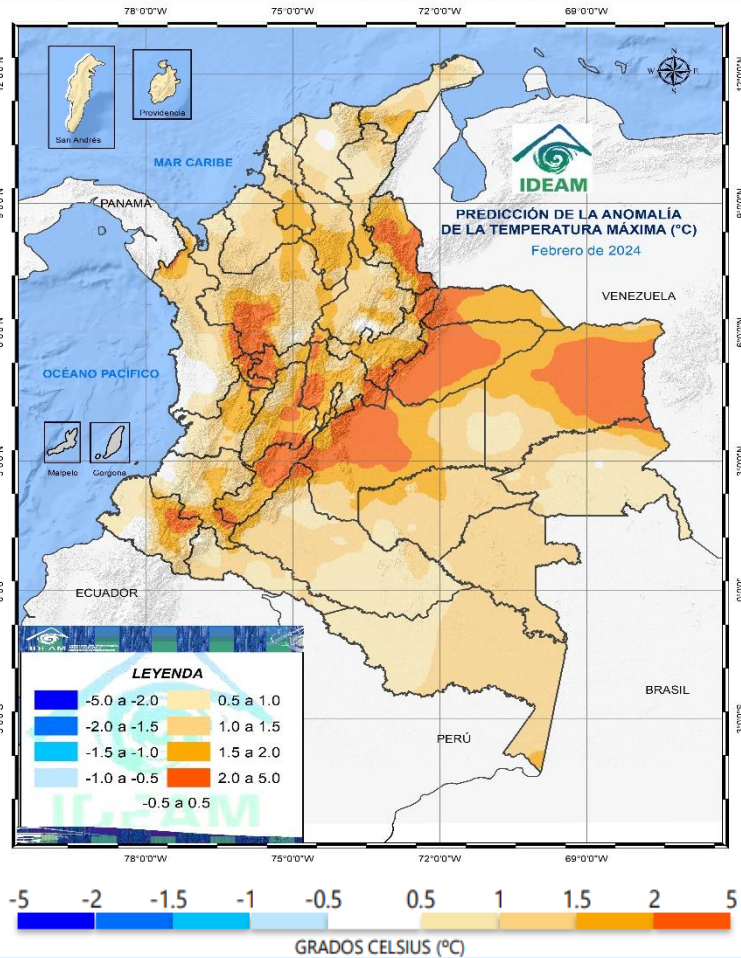 78°0'0"W 75°0'0"W 72°0'0"W 69°0'0"W
San Andrés
Providencia
N
W E
S
MAR CARIBE
IDEAM
PANAMÁ
PREDICCIÓN DE LA ANOMALÍA
DE LA TEMPERATURA MÁXIMA (°C)
Febrero de 2024
VENEZUELA
OCÉANO PACÍFICO
Malpelo
Gorgona
ECUADOR
IDEAM
LEYENDA
-5.0 a -2.0 0.5 a 1.0
-2.0 a -1.5 1.0 a 1.5
-1.5 a -1.0 1.5 a 2.0
-1.0 a -0.5 2.0 a 5.0
-0.5 a 0.5
IDEAM
BRASIL
PERÚ
78°0'0"W 75°0'0"W 72°0'0"W 69°0'0"W
-5 -2 -1.5 -1 -0.5 0.5 1 1.5 2 5
GRADOS CELSIUS (ºC)